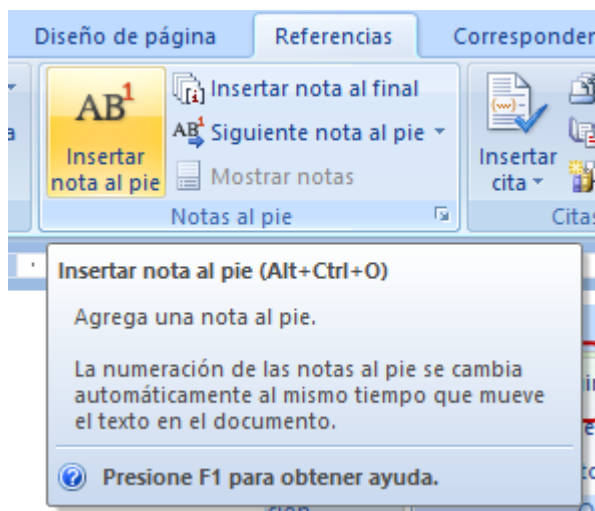 Diseño de página Referencias Corresponden
AB1
Insertar nota al pie
Insertar nota al final
AB1 Siguiente nota al pie
Mostrar notas
Notas al pie
Insertar cita
Citas
Insertar nota al pie (Alt+Ctrl+O)
Agrega una nota al pie.
La numeración de las notas al pie se cambia
automáticamente al mismo tiempo que mueve
el texto en el documento.
Presione F1 para obtener ayuda.